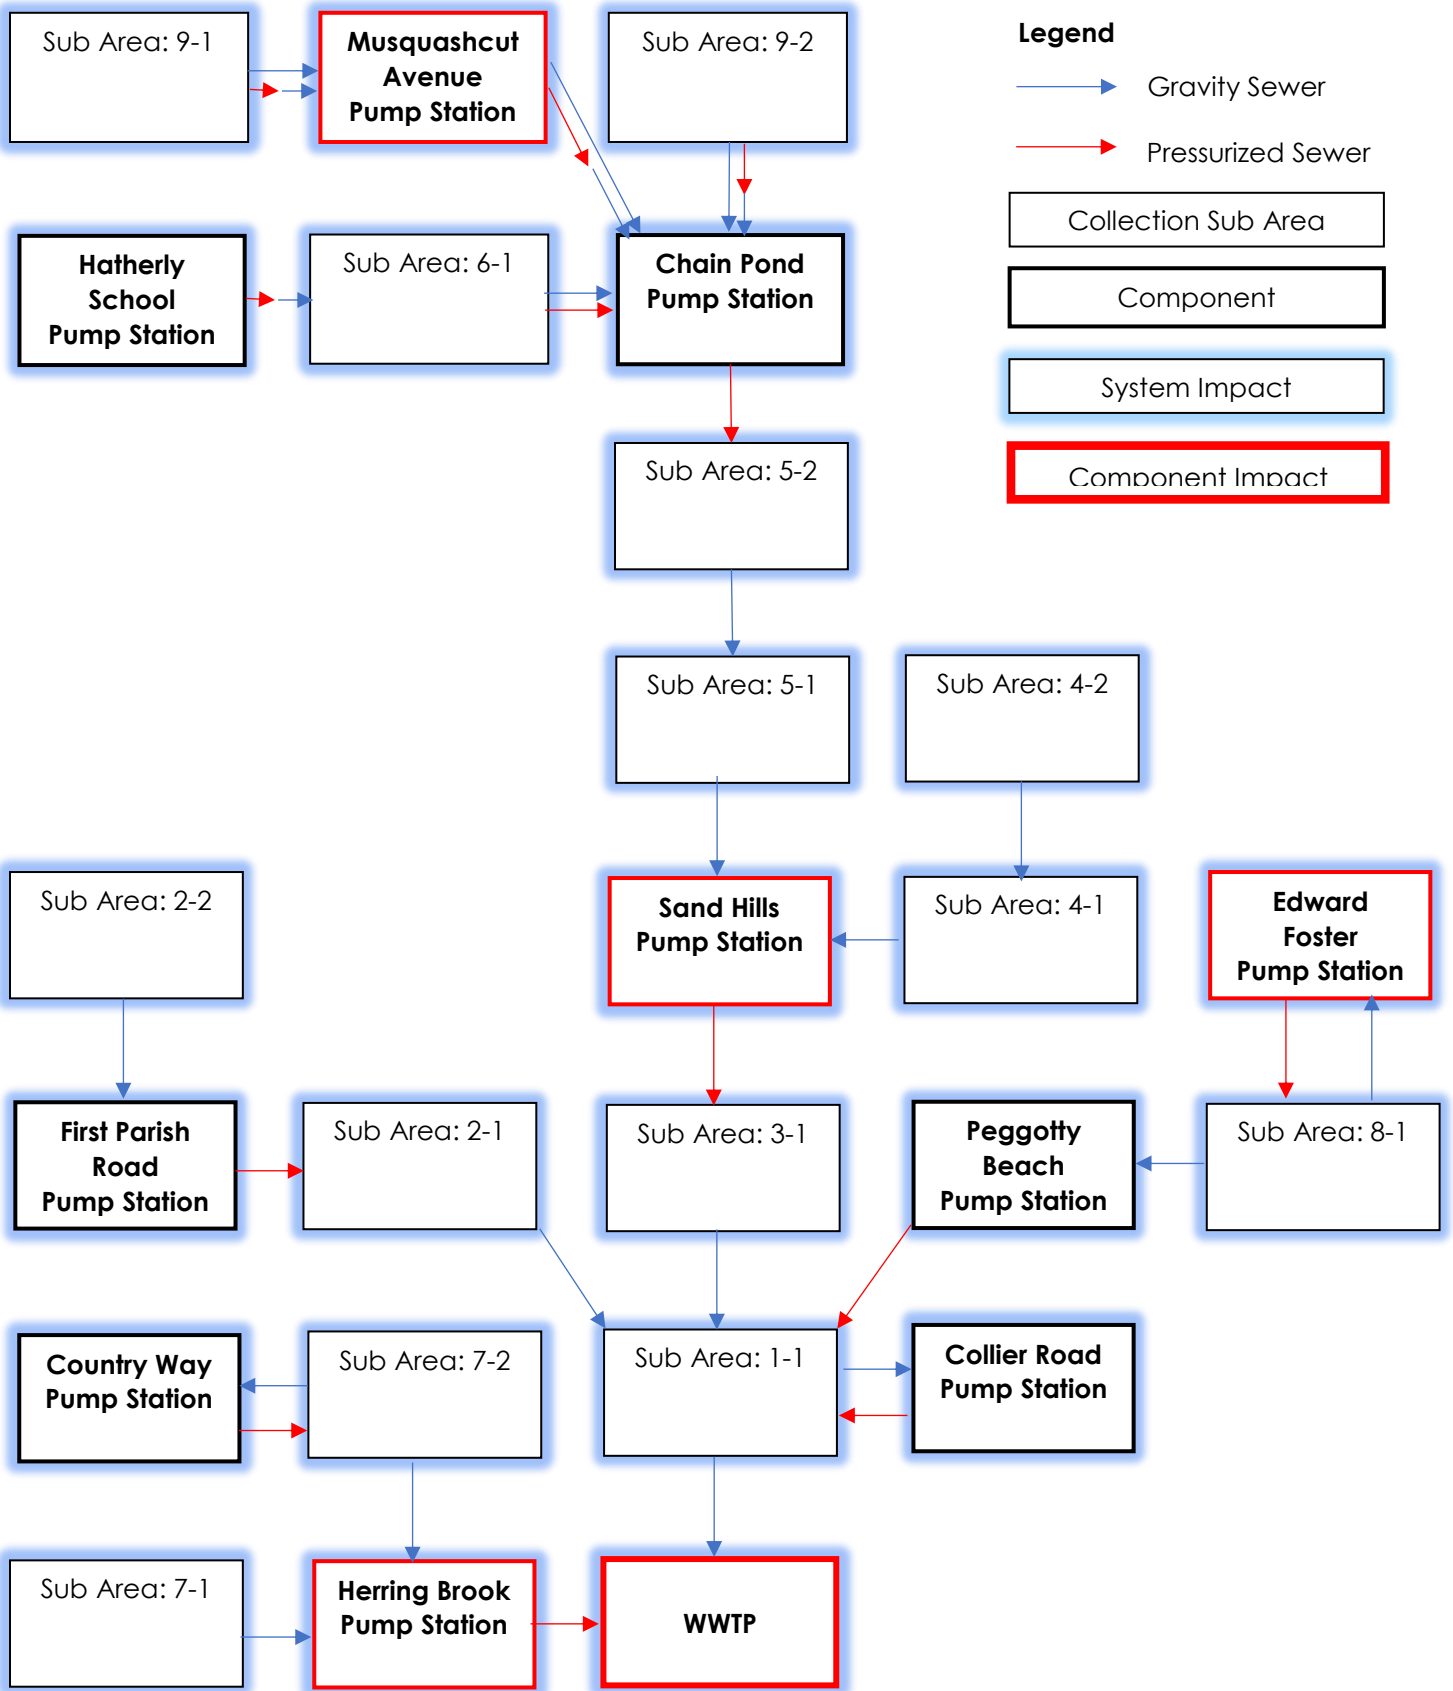 Sub Area: 9-1
Musquashcut
Avenue
Pump Station
Sub Area: 9-2
Legend
Gravity Sewer
Pressurized Sewer
Collection Sub Area
Component
System Impact
Component Impact
Hatherly
School
Pump Station
Sub Area: 6-1
Chain Pond
Pump Station
Sub Area: 5-2
Sub Area: 5-1
Sub Area: 4-2
Sub Area: 2-2
Sand Hills
Pump Station
Sub Area: 4-1
Edward
Foster
Pump Station
First Parish
Road
Pump Station
Sub Area: 2-1
Sub Area: 3-1
Peggotty
Beach
Pump Station
Sub Area: 8-1
Country Way
Pump Station
Sub Area: 7-2
Sub Area: 1-1
Collier Road
Pump Station
Sub Area: 7-1
Herring Brook
Pump Station
WWTP